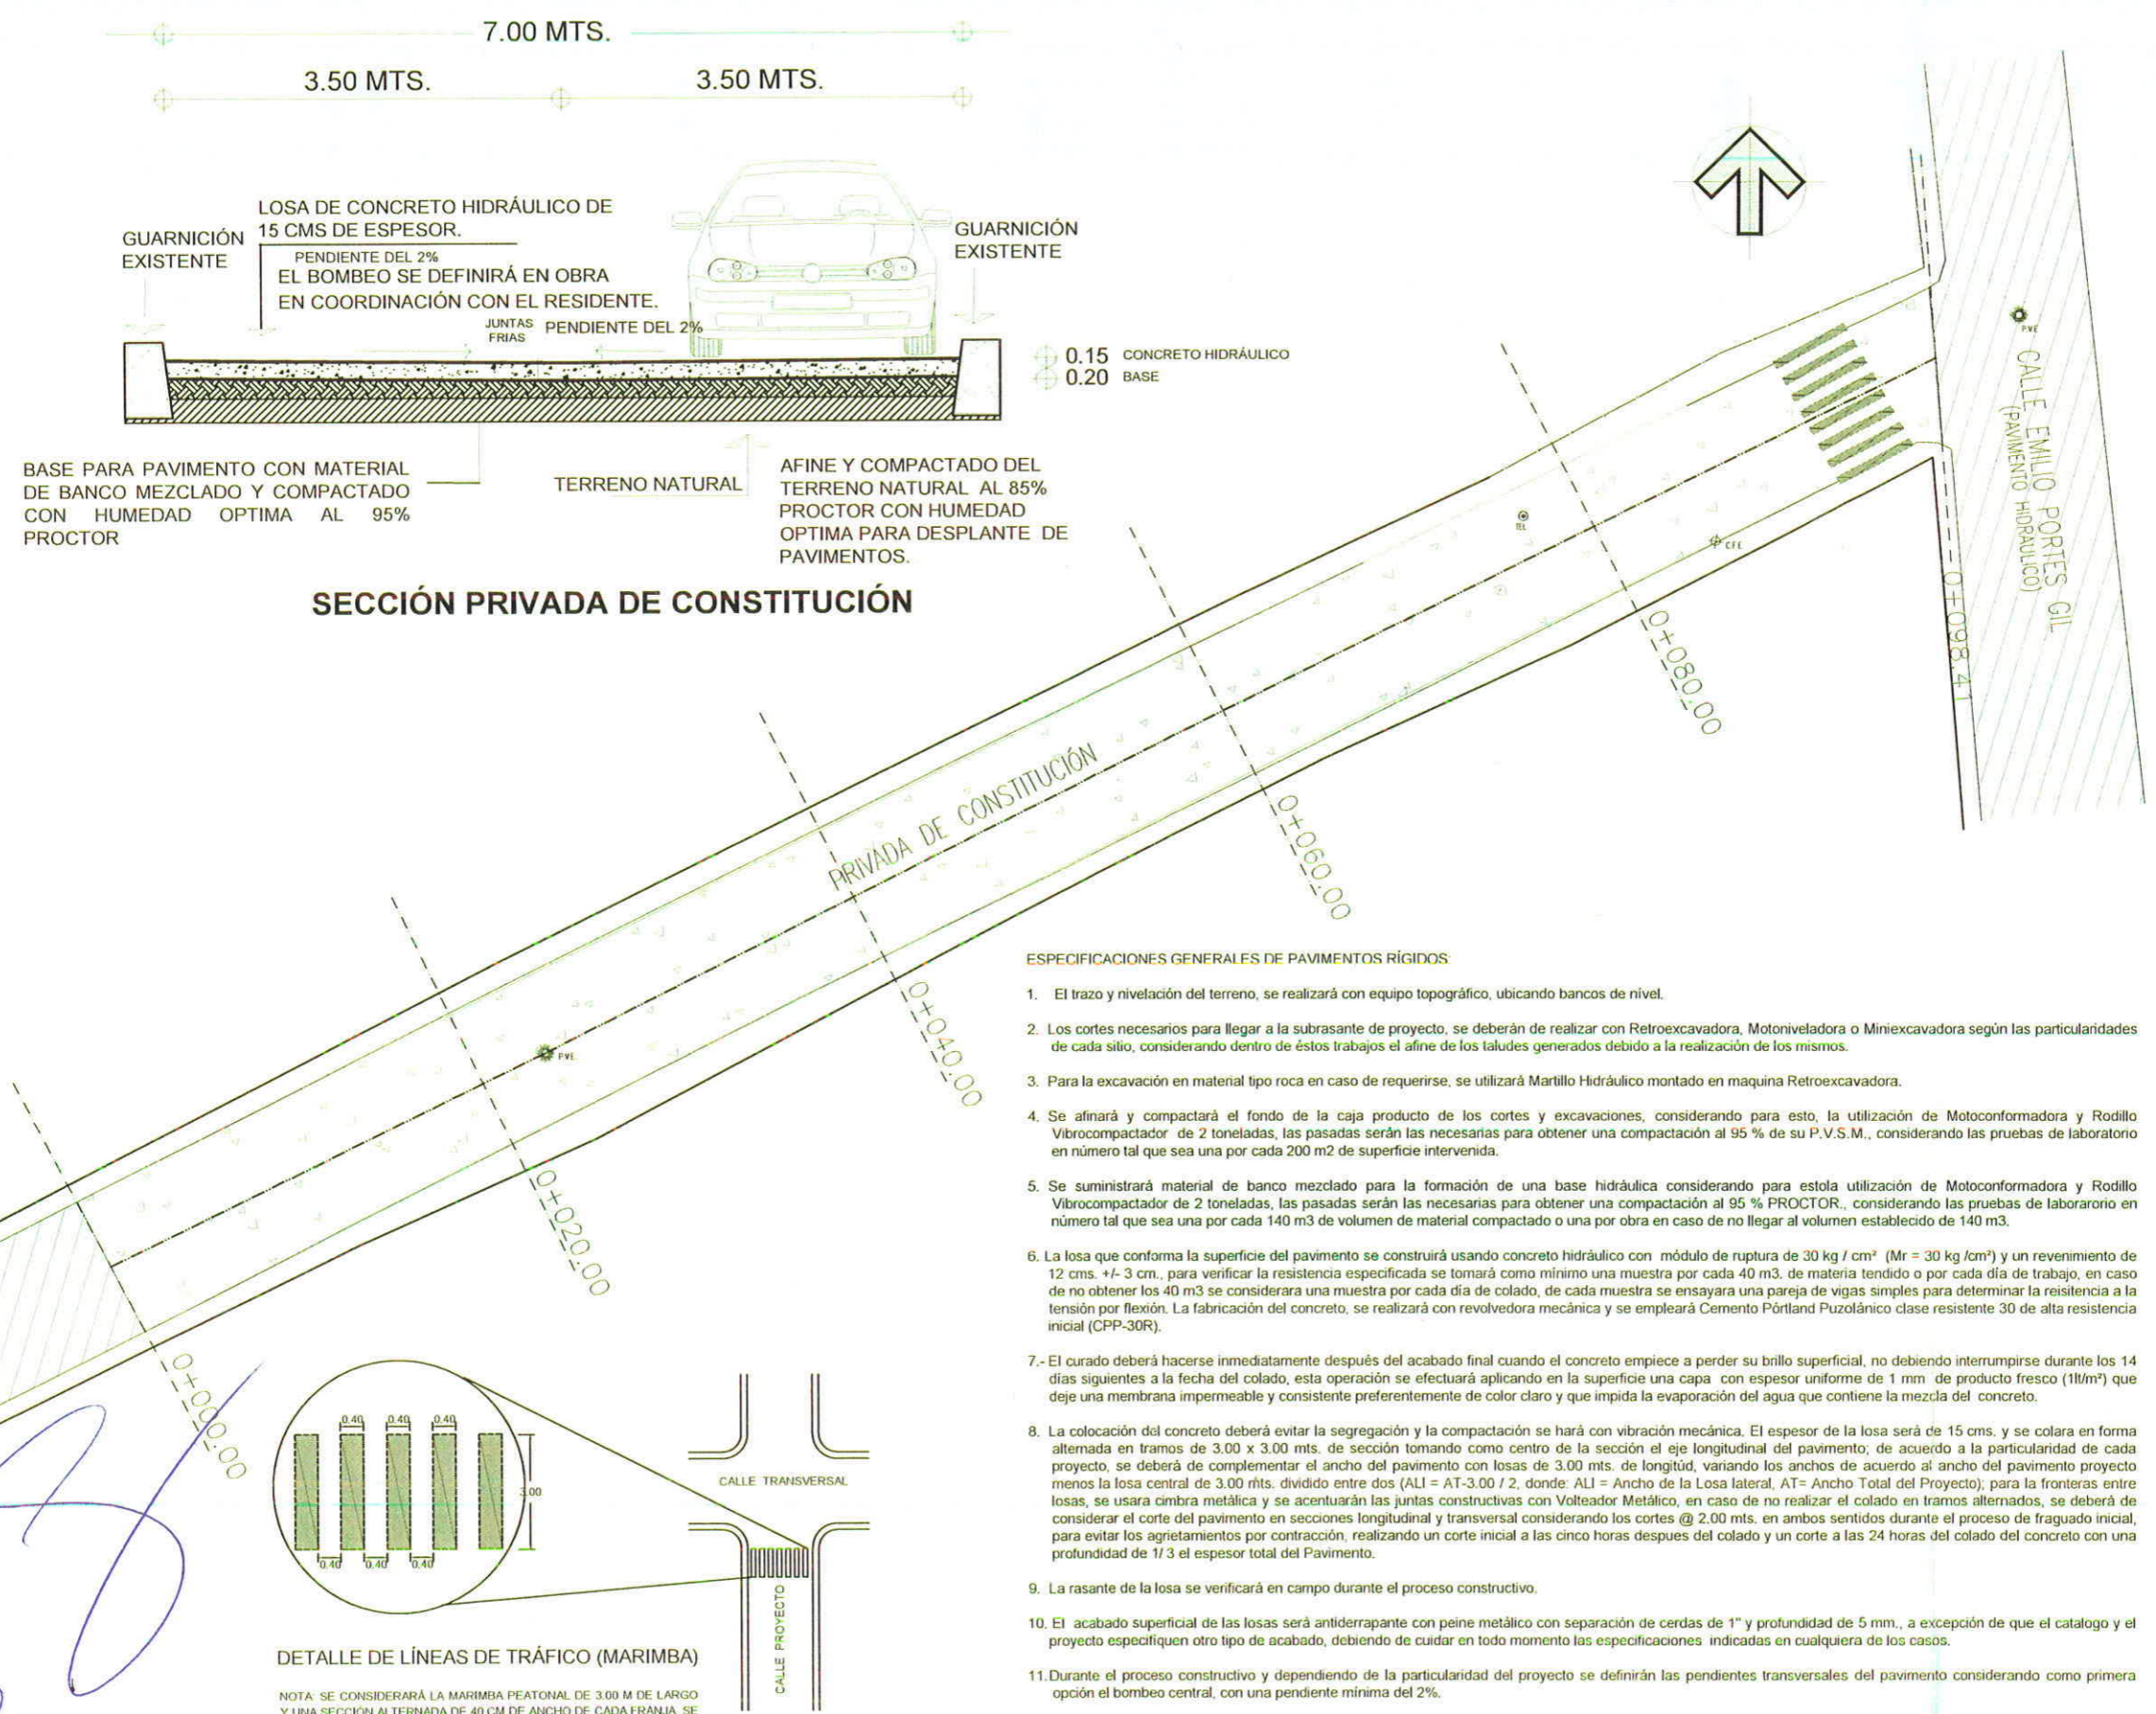 7.00 MTS.
3.50 MTS.
3.50 MTS.
LOSA DE CONCRETO HIDRÁULICO DE
15 CMS DE ESPESOR.
GUARNICIÓN
EXISTENTE
PENDIENTE DEL 2%
EL BOMBEO SE DEFINIRÁ EN OBRA
EN COORDINACIÓN CON EL RESIDENTE.
GUARNICIÓN
EXISTENTE
JUNTAS
FRIAS
PENDIENTE DEL 2%
0.15 CONCRETO HIDRÁULICO
0.20 BASE
BASE PARA PAVIMENTO CON MATERIAL
DE BANCO MEZCLADO Y COMPACTADO
CON HUMEDAD OPTIMA AL 95%
PROCTOR
TERRENO NATURAL
AFINE Y COMPACTADO DEL
TERRENO NATURAL AL 85%
PROCTOR CON HUMEDAD
OPTIMA PARA DESPLANTE DE
PAVIMENTOS.
SECCIÓN PRIVADA DE CONSTITUCIÓN
P.V.E
CALLE EMILIO PORTES GIL
(PAVIMENTO HIDRAULICO)
TEL
CFE
0+098.41
0+080.00
PRIVADA DE CONSTITUCIÓN
0+060.00
0+040.00
P.V.E
0+020.00
0+000.00
ESPECIFICACIONES GENERALES DE PAVIMENTOS RÍGIDOS:
1. El trazo y nivelación del terreno, se realizará con equipo topográfico, ubicando bancos de nivel.
2. Los cortes necesarios para llegar a la subrasante de proyecto, se deberán de realizar con Retroexcavadora, Motoniveladora o Miniexcavadora según las particularidades
de cada sitio, considerando dentro de éstos trabajos el afine de los taludes generados debido a la realización de los mismos.
3. Para la excavación en material tipo roca en caso de requerirse, se utilizará Martillo Hidráulico montado en maquina Retroexcavadora.
4. Se afinará y compactará el fondo de la caja producto de los cortes y excavaciones, considerando para esto, la utilización de Motoconformadora y Rodillo
Vibrocompactador de 2 toneladas, las pasadas serán las necesarias para obtener una compactación al 95 % de su P.V.S.M., considerando las pruebas de laboratorio
en número tal que sea una por cada 200 m2 de superficie intervenida.
5. Se suministrará material de banco mezclado para la formación de una base hidráulica considerando para estola utilización de Motoconformadora y Rodillo
Vibrocompactador de 2 toneladas, las pasadas serán las necesarias para obtener una compactación al 95 % PROCTOR., considerando las pruebas de laborarorio en
número tal que sea una por cada 140 m3 de volumen de material compactado o una por obra en caso de no llegar al volumen establecido de 140 m3.
6. La losa que conforma la superficie del pavimento se construirá usando concreto hidráulico con módulo de ruptura de 30 kg / cm² (Mr = 30 kg /cm²) y un revenimiento de
12 cms. +/- 3 cm., para verificar la resistencia especificada se tomará como mínimo una muestra por cada 40 m3. de materia tendido o por cada día de trabajo, en caso
de no obtener los 40 m3 se considerara una muestra por cada día de colado, de cada muestra se ensayara una pareja de vigas simples para determinar la reisitencia a la
tensión por flexión. La fabricación del concreto, se realizará con revolvedora mecánica y se empleará Cemento Pórtland Puzolánico clase resistente 30 de alta resistencia
inicial (CPP-30R).
7.- El curado deberá hacerse inmediatamente después del acabado final cuando el concreto empiece a perder su brillo superficial, no debiendo interrumpirse durante los 14
días siguientes a la fecha del colado, esta operación se efectuará aplicando en la superficie una capa con espesor uniforme de 1 mm de producto fresco (1lt/m²) que
deje una membrana impermeable y consistente preferentemente de color claro y que impida la evaporación del agua que contiene la mezcla del concreto.
8. La colocación del concreto deberá evitar la segregación y la compactación se hará con vibración mecánica. El espesor de la losa será de 15 cms. y se colara en forma
alternada en tramos de 3.00 x 3.00 mts. de sección tomando como centro de la sección el eje longitudinal del pavimento; de acuerdo a la particularidad de cada
proyecto, se deberá de complementar el ancho del pavimento con losas de 3.00 mts. de longitúd, variando los anchos de acuerdo al ancho del pavimento proyecto
menos la losa central de 3.00 mts. dividido entre dos (ALI = AT-3.00 / 2, donde: ALI = Ancho de la Losa lateral, AT= Ancho Total del Proyecto); para la fronteras entre
losas, se usara cimbra metálica y se acentuarán las juntas constructivas con Volteador Metálico, en caso de no realizar el colado en tramos alternados, se deberá de
considerar el corte del pavimento en secciones longitudinal y transversal considerando los cortes @ 2.00 mts. en ambos sentidos durante el proceso de fraguado inicial,
para evitar los agrietamientos por contracción, realizando un corte inicial a las cinco horas despues del colado y un corte a las 24 horas del colado del concreto con una
profundidad de 1/ 3 el espesor total del Pavimento.
9. La rasante de la losa se verificará en campo durante el proceso constructivo.
10. El acabado superficial de las losas será antiderrapante con peine metálico con separación de cerdas de 1" y profundidad de 5 mm., a excepción de que el catalogo y el
proyecto especifiquen otro tipo de acabado, debiendo de cuidar en todo momento las especificaciones indicadas en cualquiera de los casos.
11. Durante el proceso constructivo y dependiendo de la particularidad del proyecto se definirán las pendientes transversales del pavimento considerando como primera
opción el bombeo central, con una pendiente mínima del 2%.
0.40 0.40 0.40
3.00
0.40 0.40 0.40
CALLE TRANSVERSAL
CALLE PROYECTO
DETALLE DE LÍNEAS DE TRÁFICO (MARIMBA)
NOTA: SE CONSIDERARÁ LA MARIMBA PEATONAL DE 3.00 M DE LARGO
Y UNA SECCIÓN ALTERNADA DE 40 CM DE ANCHO DE CADA FRANJA, SE